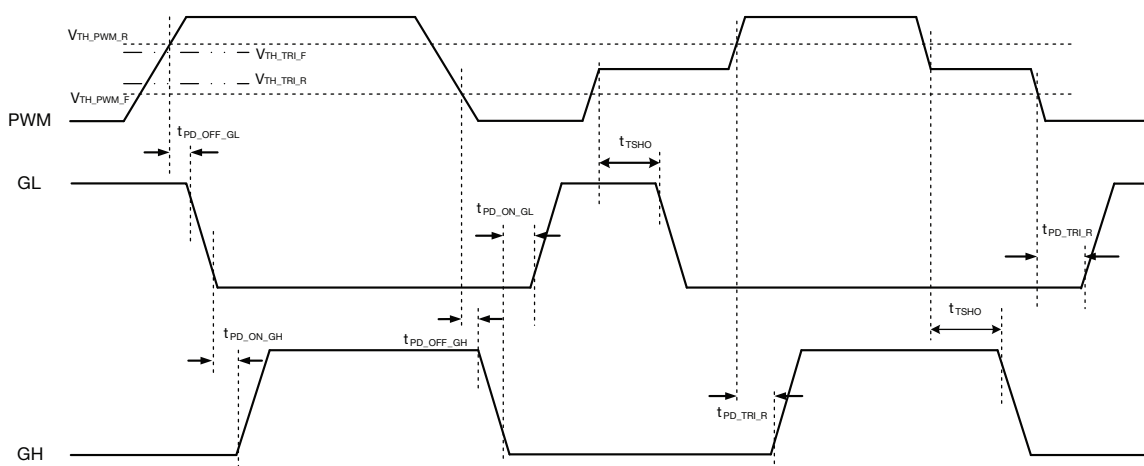 VTH_PWM_R
VTH_TRI_F
VTH_TRI_R
VTH_PWM_F
PWM
tPD_OFF_GL
tTSHO
GL
tPD_ON_GL
tPD_TRI_R
tTSHO
tPD_ON_GH
tPD_OFF_GH
tPD_TRI_R
GH